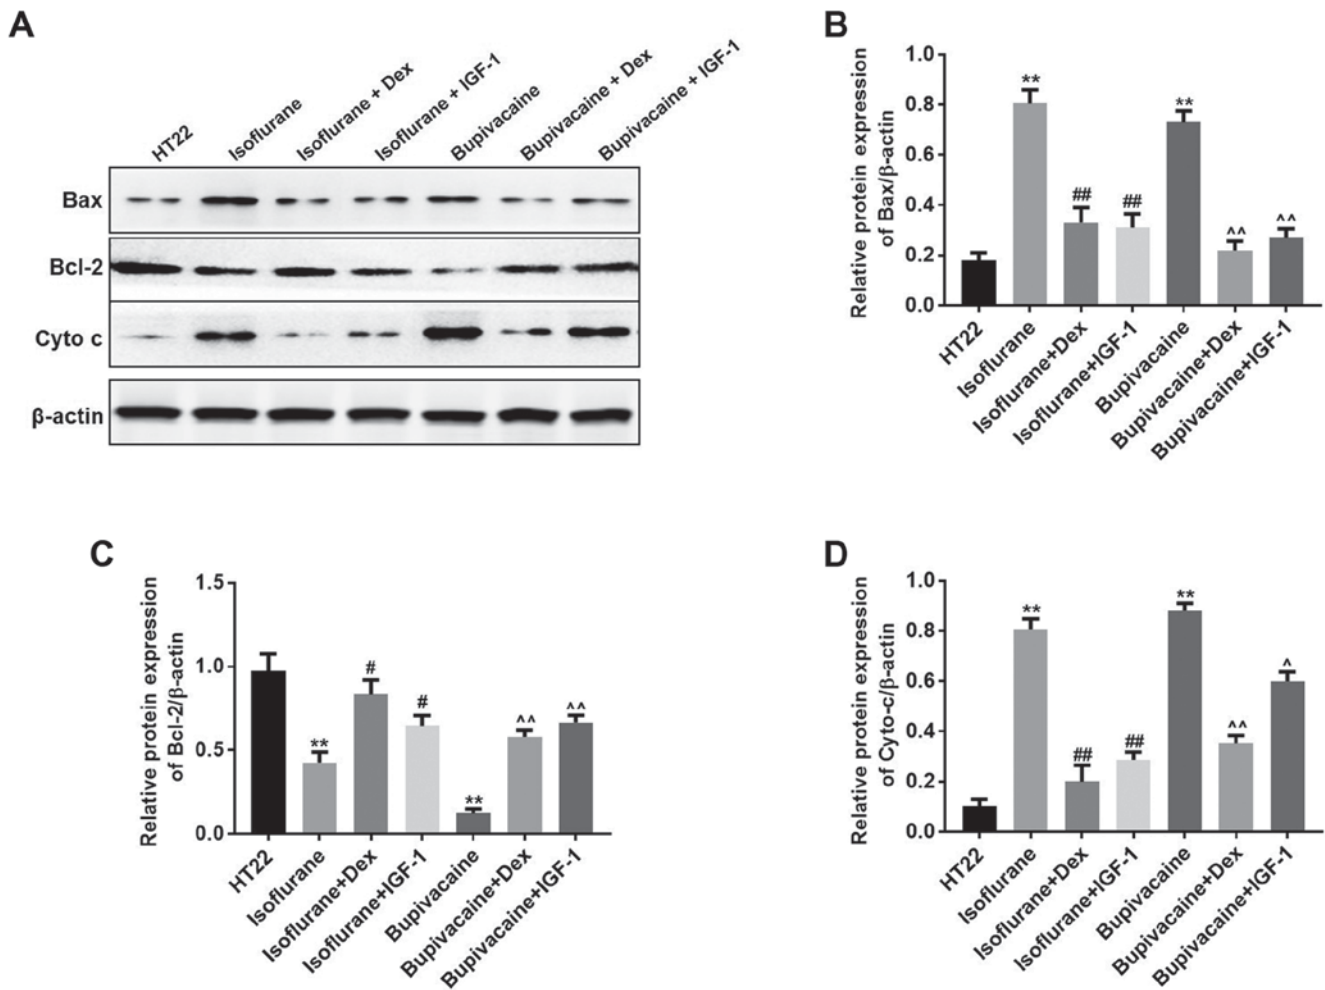 A
HT22
Isoflurane
Isoflurane + Dex
Isoflurane + IGF-1
Bupivacaine
Bupivacaine + Dex
Bupivacaine + IGF-1
Bax
Bcl-2
Cyto c
β-actin
B
Relative protein expression
of Bax/β-actin
1.0
0.8
0.6
0.4
0.2
0.0
**
##
##
**
^^
^^
HT22
Isoflurane
Isoflurane+Dex
Isoflurane+IGF-1
Bupivacaine
Bupivacaine+Dex
Bupivacaine+IGF-1
C
Relative protein expression
of Bcl-2/β-actin
1.5
1.0
0.5
0.0
**
#
#
**
^^
^^
HT22
Isoflurane
Isoflurane+Dex
Isoflurane+IGF-1
Bupivacaine
Bupivacaine+Dex
Bupivacaine+IGF-1
D
Relative protein expression
of Cyto-c/β-actin
1.0
0.8
0.6
0.4
0.2
0.0
**
##
##
**
^^
^
HT22
Isoflurane
Isoflurane+Dex
Isoflurane+IGF-1
Bupivacaine
Bupivacaine+Dex
Bupivacaine+IGF-1